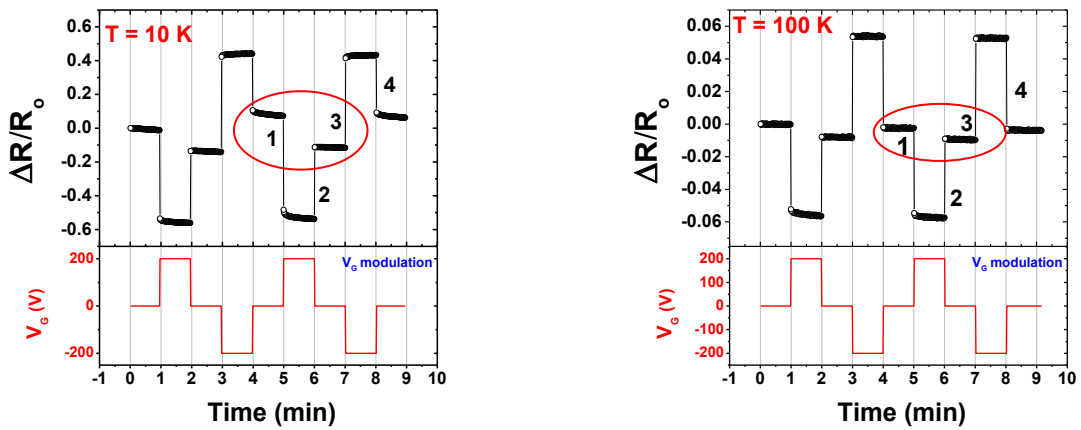 T = 10 K
ΔR/Rₒ
0.6
0.4
0.2
0.0
-0.2
-0.4
-0.6
1
2
3
4
V_G modulation
V_G (V)
200
0
-200
-1 0 1 2 3 4 5 6 7 8 9 10
Time (min)
T = 100 K
ΔR/Rₒ
0.06
0.04
0.02
0.00
-0.02
-0.04
-0.06
1
2
3
4
V_G modulation
V_G (V)
200
100
0
-100
-200
-1 0 1 2 3 4 5 6 7 8 9 10
Time (min)